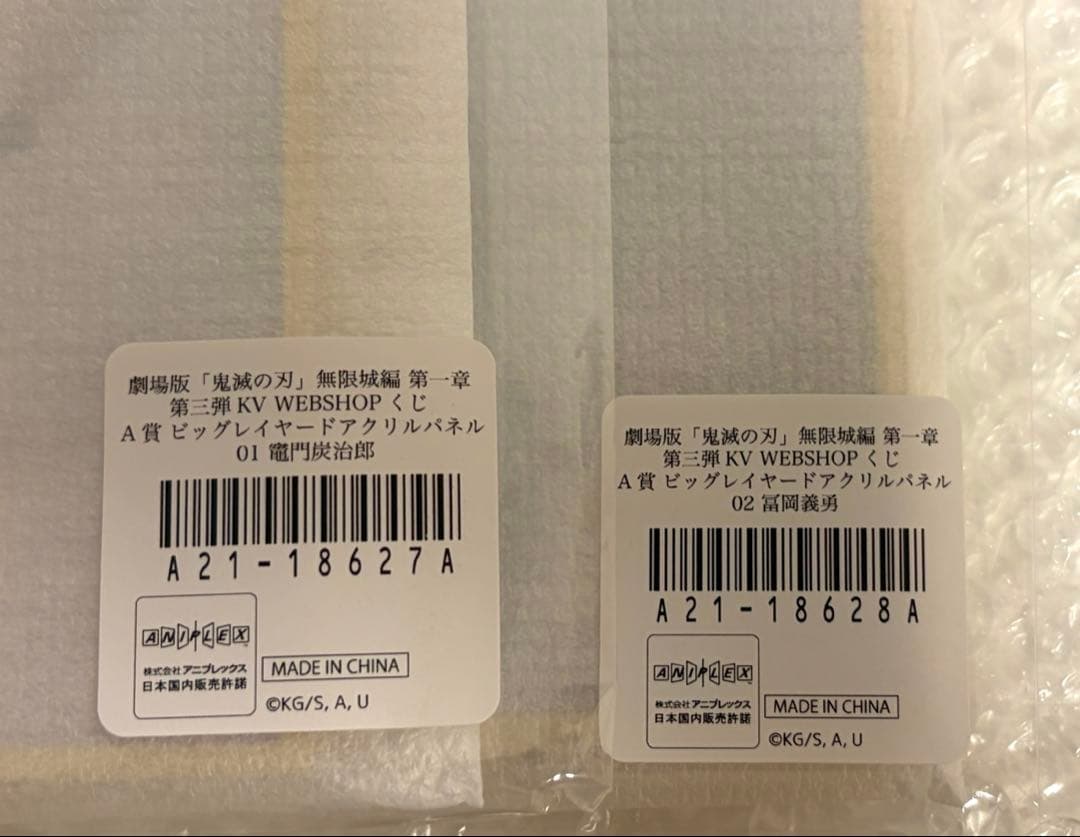 劇場版「鬼滅の刃」無限城編 第一章
第三弾 KV WEBSHOP くじ
A 賞 ビッグレイヤードアクリルパネル
01 竈門炭治郎
A21-18627A
ANIPLEX
株式会社アニプレックス
日本国内販売許諾
MADE IN CHINA
©KG/S, A, U
劇場版「鬼滅の刃」無限城編 第一章
第三弾 KV WEBSHOP くじ
A 賞 ビッグレイヤードアクリルパネル
02 冨岡義勇
A21-18628A
ANIPLEX
株式会社アニプレックス
日本国内販売許諾
MADE IN CHINA
©KG/S, A, U